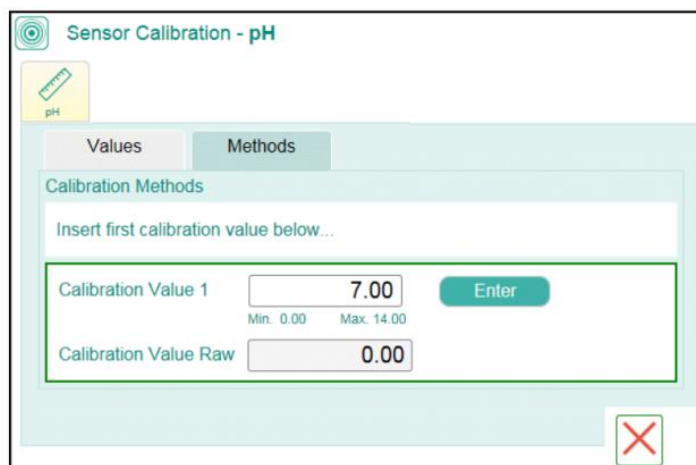 Sensor Calibration - pH
pH
Values Methods
Calibration Methods
Insert first calibration value below...
Calibration Value 1 7.00 Enter
Min. 0.00 Max. 14.00
Calibration Value Raw 0.00